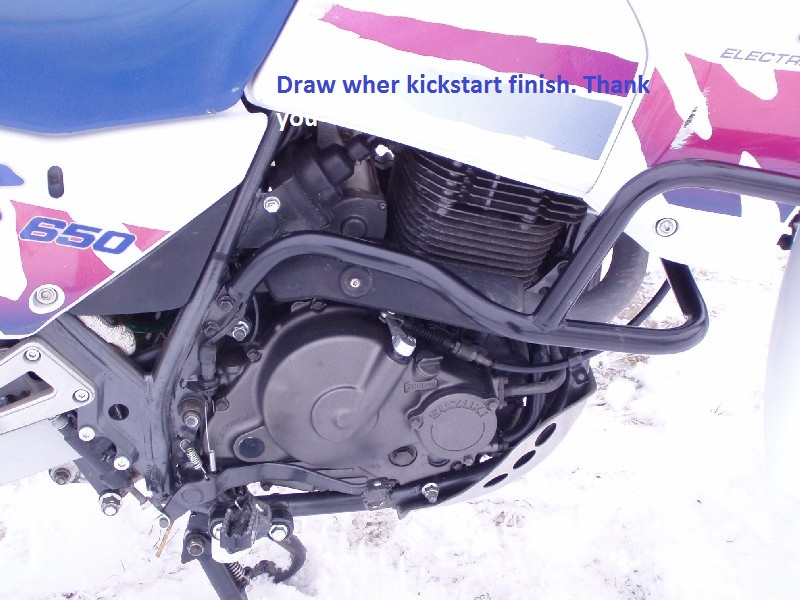 ELECTR
Draw wher kickstart finish. Thank
you
650
SUZUKI